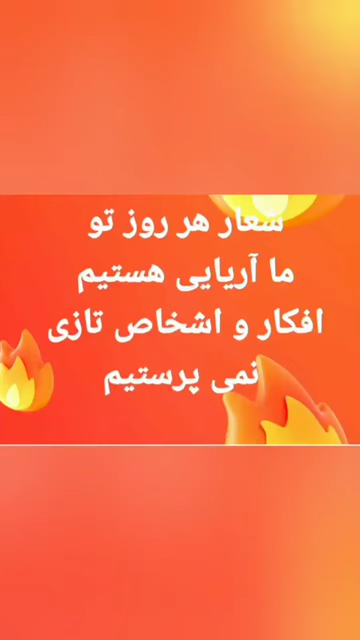 شعار هر روز تو
ما آریایی هستیم
افکار و اشخاص تازی
نمی پرستیم